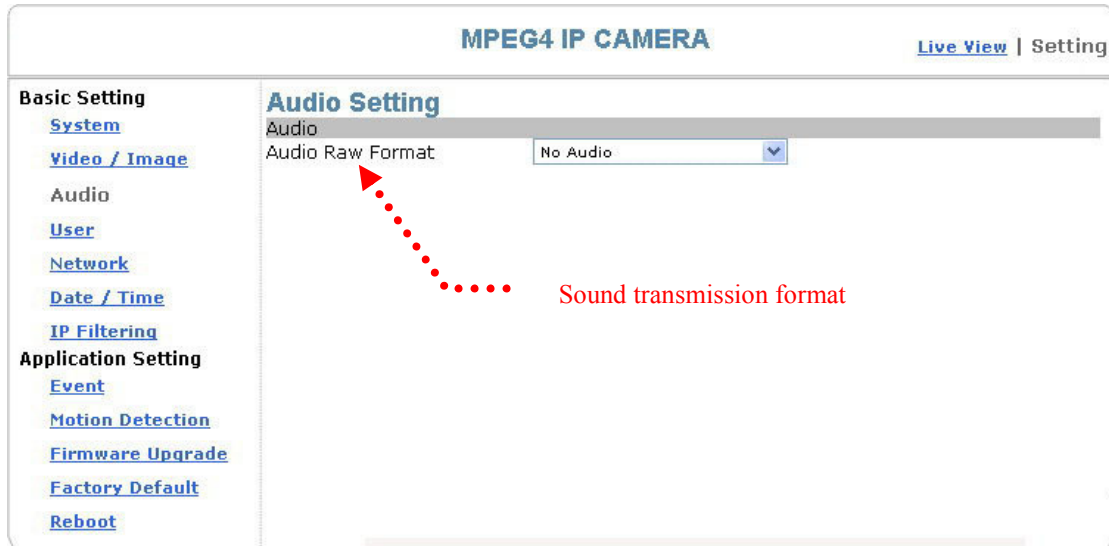 MPEG4 IP CAMERA
Live View | Setting
Basic Setting
System
Video / Image
Audio
User
Network
Date / Time
IP Filtering
Application Setting
Event
Motion Detection
Firmware Upgrade
Factory Default
Reboot
Audio Setting
Audio
Audio Raw Format No Audio
Sound transmission format